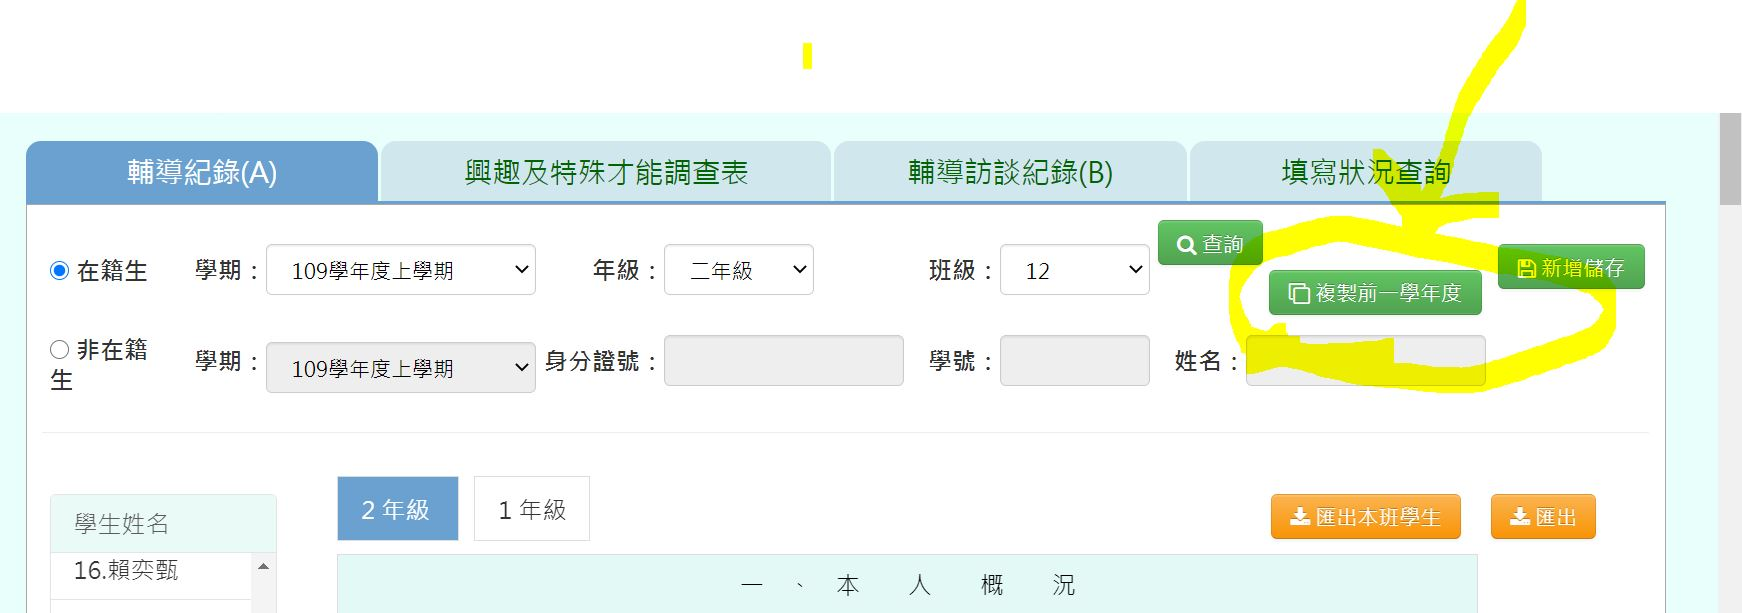 輔導紀錄(A) 興趣及特殊才能調查表 輔導訪談紀錄(B) 填寫狀況查詢
在籍生 學期： 109學年度上學期 年級： 二年級 班級： 12 查詢
複製前一學年度 新增儲存
非在籍生 學期： 109學年度上學期 身分證號： 學號： 姓名：
2 年級 1 年級 匯出本班學生 匯出
學生姓名
16.賴奕甄
一、本人概況